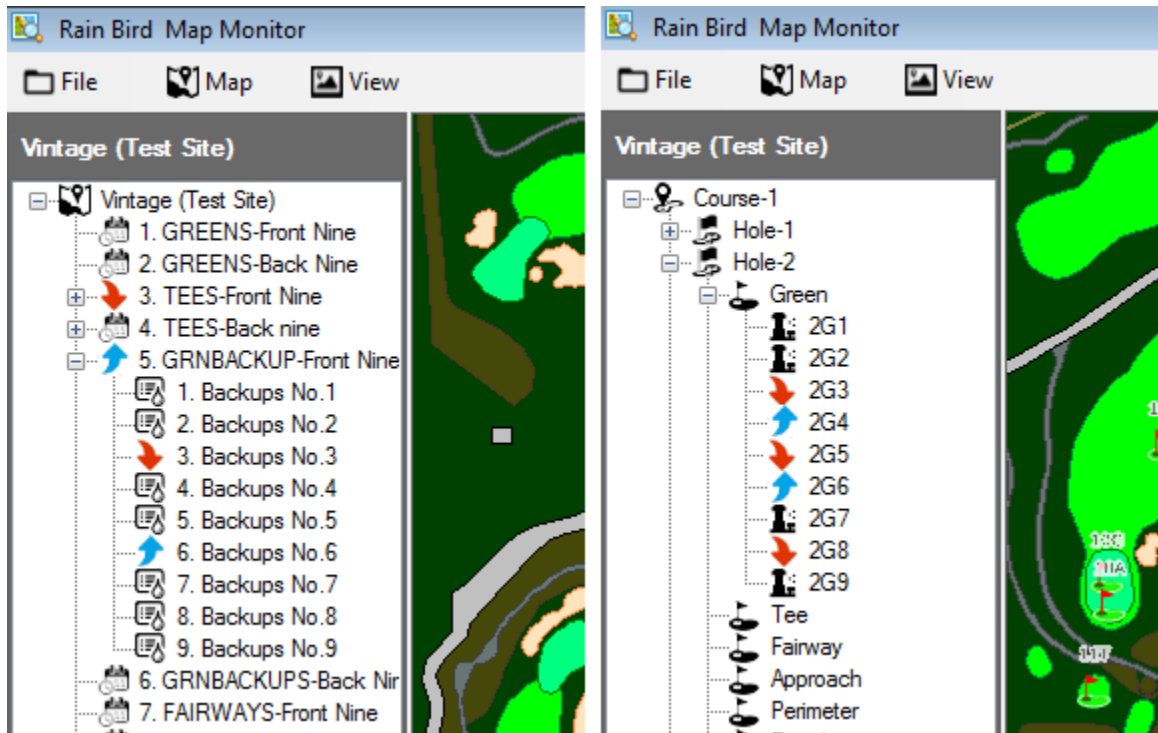 Rain Bird Map Monitor
File Map View
Vintage (Test Site)
Vintage (Test Site)
1. GREENS-Front Nine
2. GREENS-Back Nine
3. TEES-Front Nine
4. TEES-Back nine
5. GRNBACKUP-Front Nine
1. Backups No.1
2. Backups No.2
3. Backups No.3
4. Backups No.4
5. Backups No.5
6. Backups No.6
7. Backups No.7
8. Backups No.8
9. Backups No.9
6. GRNBACKUPS-Back Nir
7. FAIRWAYS-Front Nine
Rain Bird Map Monitor
File Map View
Vintage (Test Site)
Course-1
Hole-1
Hole-2
Green
2G1
2G2
2G3
2G4
2G5
2G6
2G7
2G8
2G9
Tee
Fairway
Approach
Perimeter
18G
11T